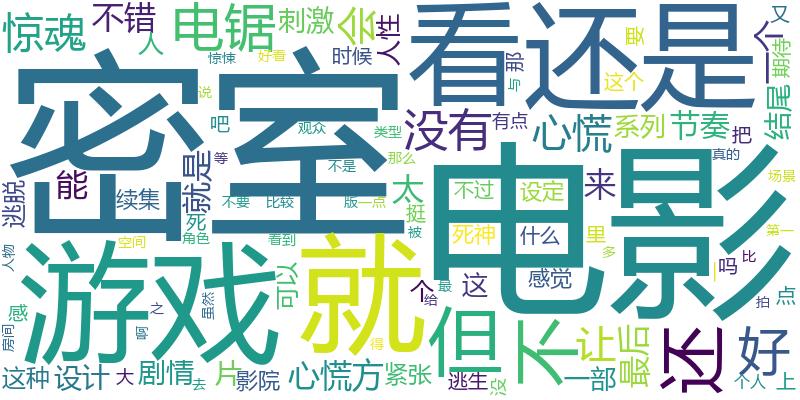 惊魂
不错
人
电锯
刺激
会
人性
惊悚
好看
时候
看
还是
那
与
要
这个
一个
又
期待
密室
说
吧
观众
类型
没有
有点
心慌
系列
节奏
把
结尾
真的
逃脱
能
续集
就是
等
不是
那么
死
不要
比较
版
一点
太
挺
被
电影
不过
设定
死神
什么
来
里
多
场景
第一
人物
空间
角色
看到
感
游戏
就
可以
个
给
最
这
感觉
吗
比
拍
点
房间
之
啊
虽然
但
不
让
最后
还
好
得
这种
设计
大
剧情
去
片
影院
心慌方
紧张
逃生
没
一部
个人
上